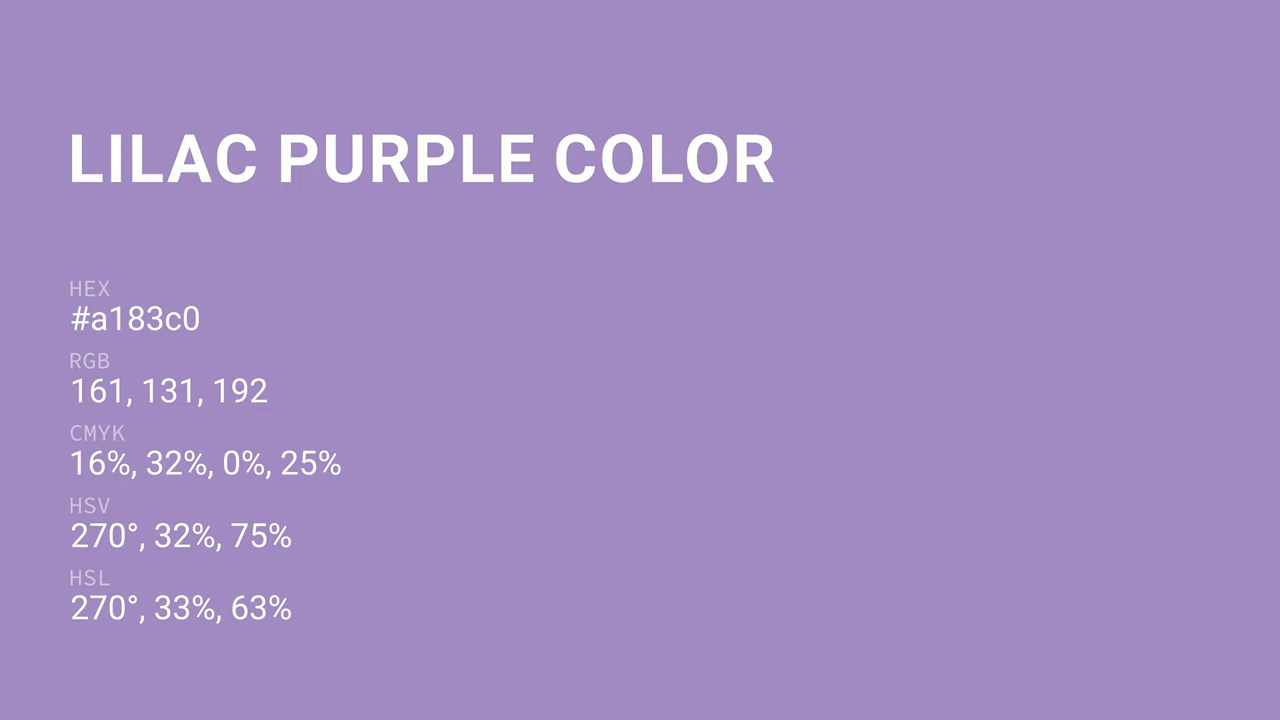 LILAC PURPLE COLOR
HEX
#a183c0
RGB
161, 131, 192
CMYK
16%, 32%, 0%, 25%
HSV
270°, 32%, 75%
HSL
270°, 33%, 63%